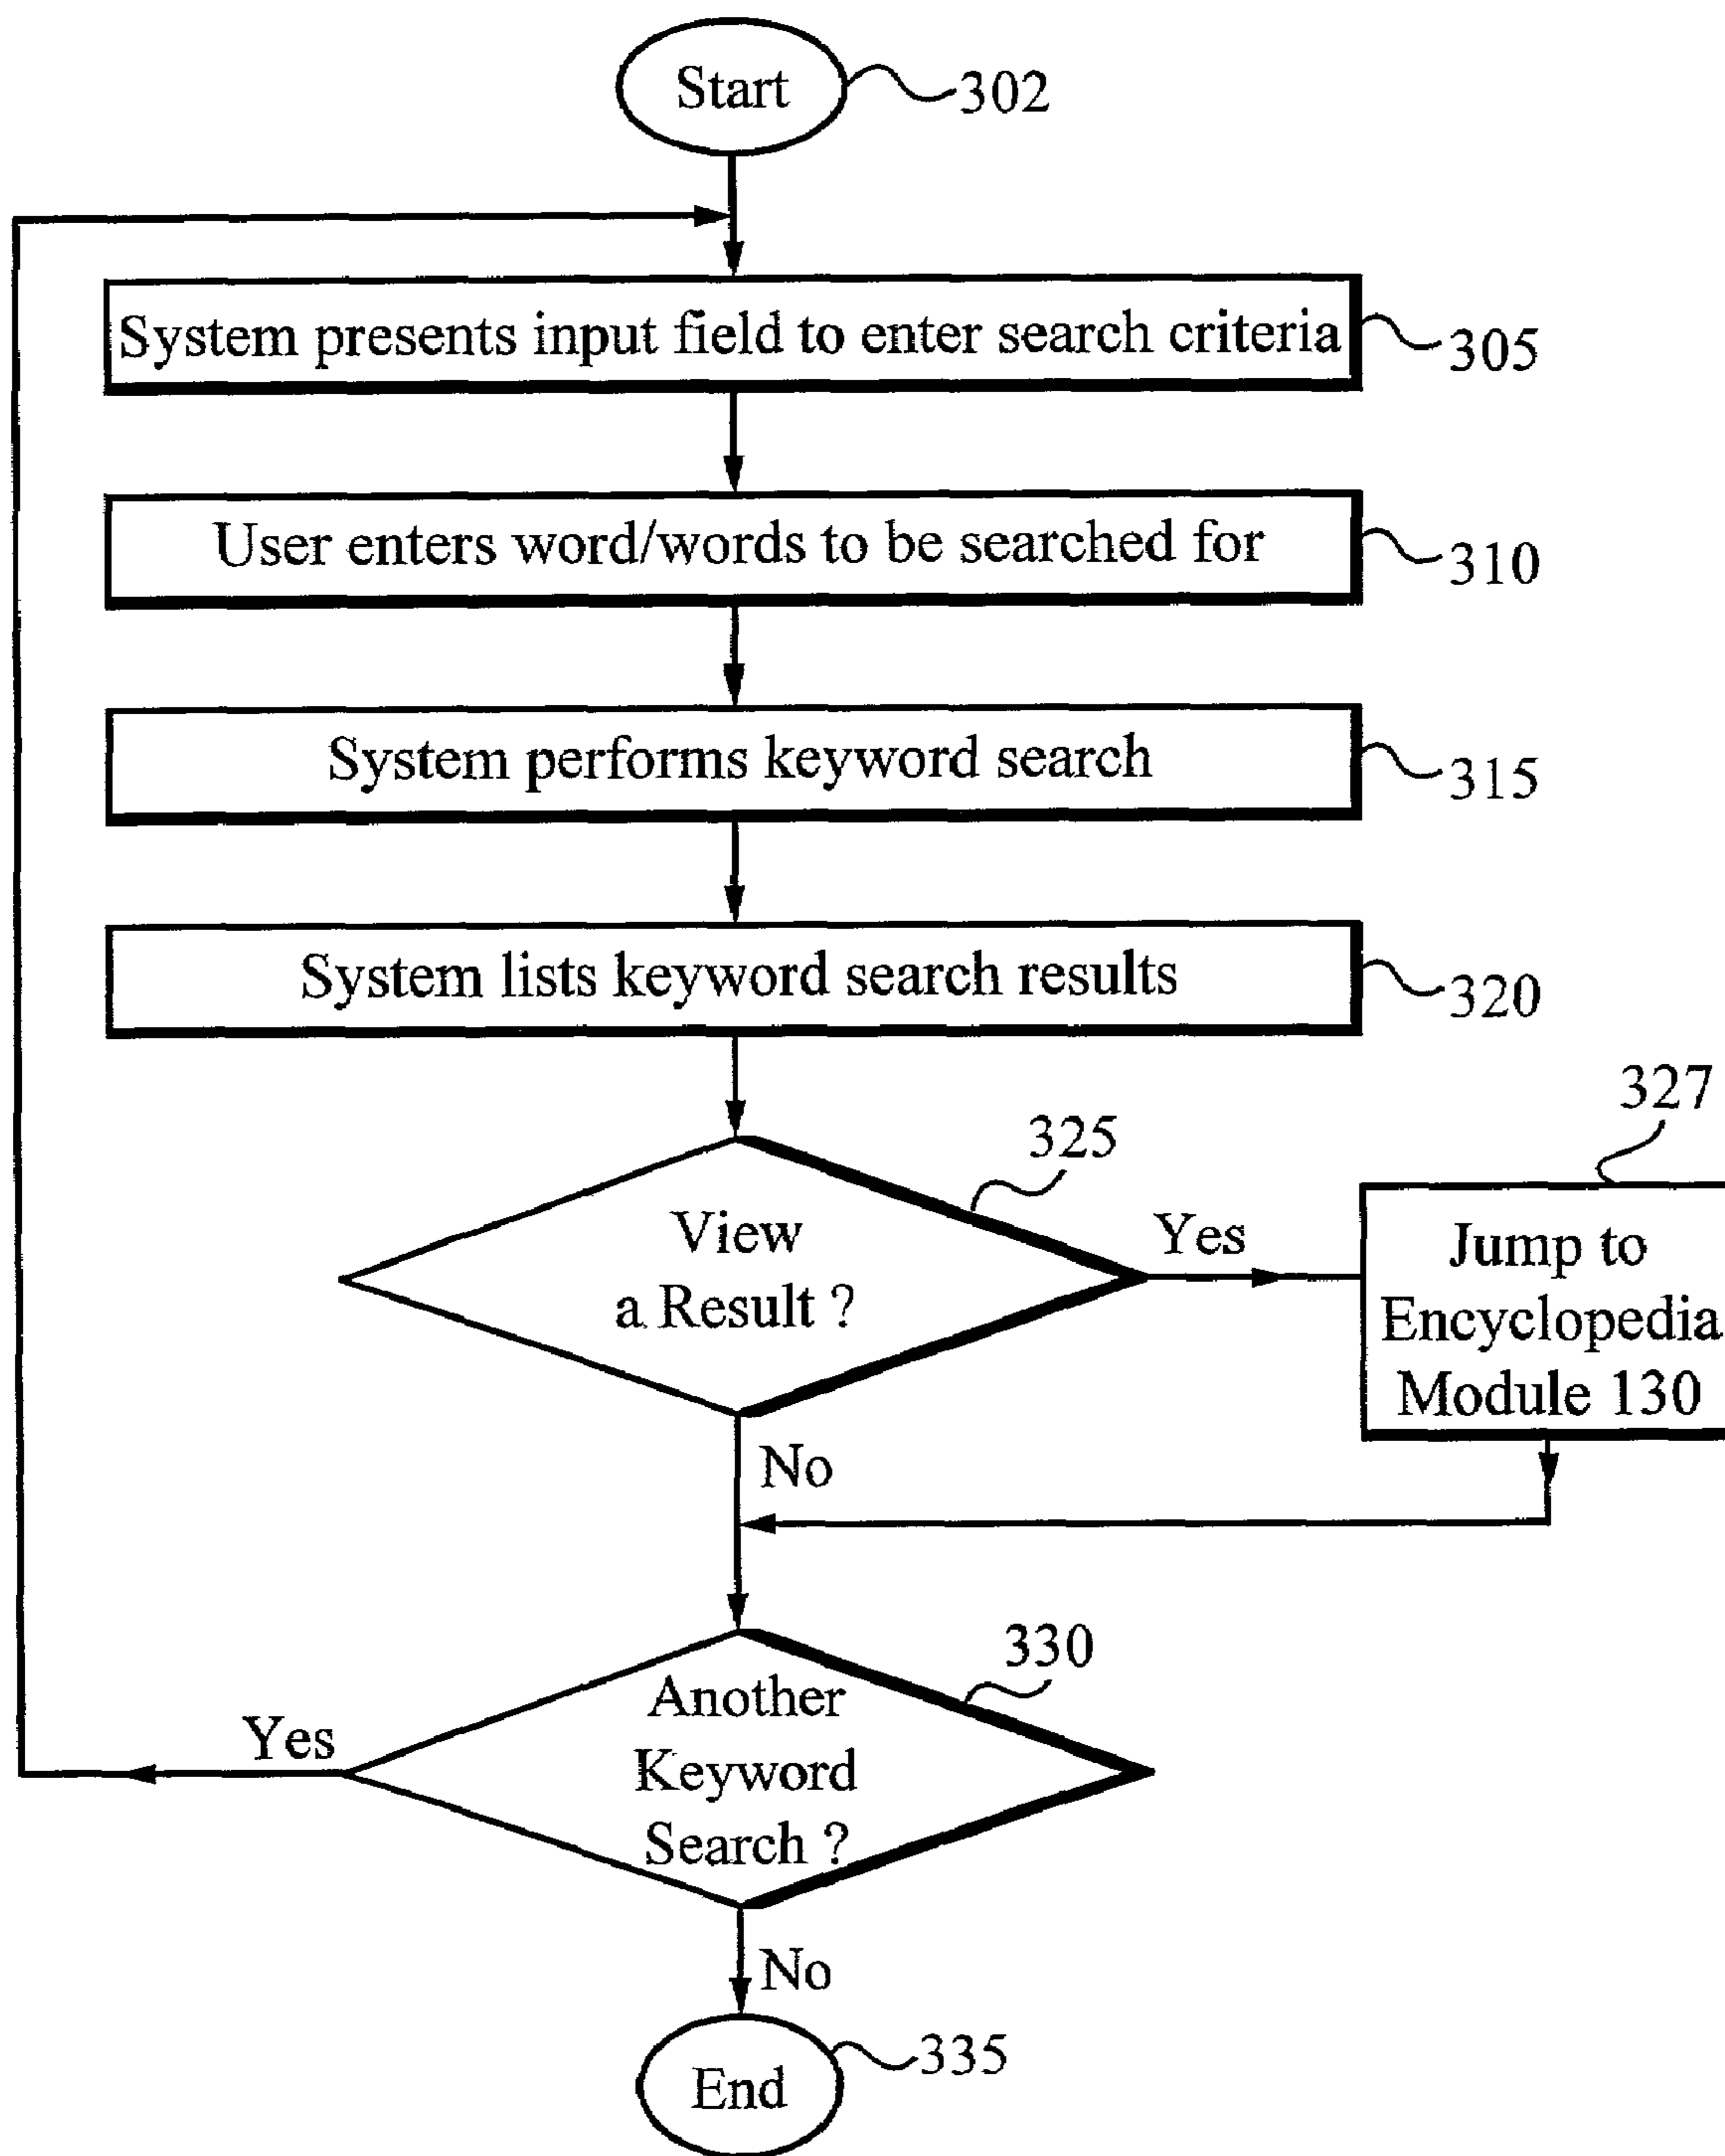 Start
302
System presents input field to enter search criteria
305
User enters word/words to be searched for
310
System performs keyword search
315
System lists keyword search results
320
327
325
View
a Result ?
Yes
Jump to
Encyclopedia
Module 130
No
330
Another
Keyword
Search ?
Yes
No
335
End